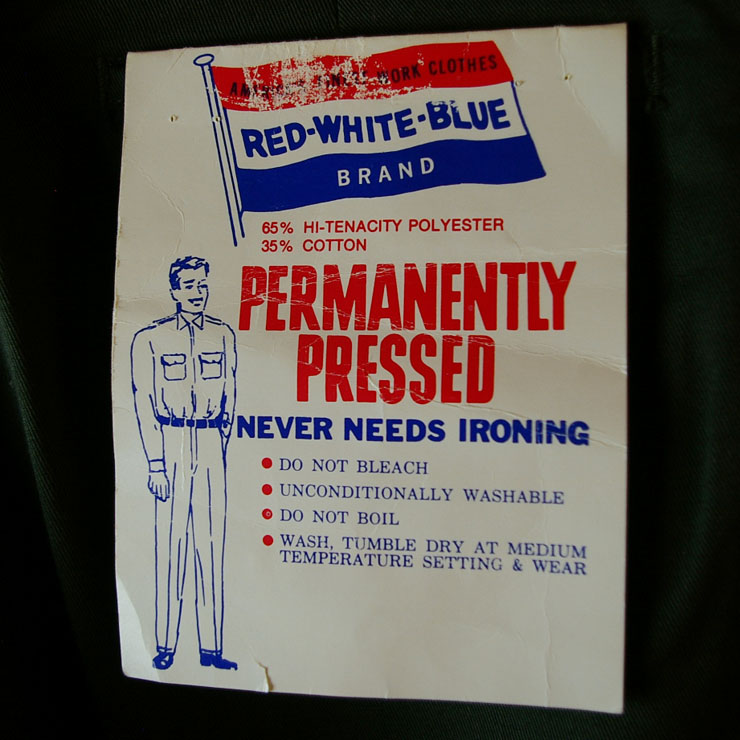 WORK CLOTHES
RED-WHITE-BLUE
BRAND
65% HI-TENACITY POLYESTER
35% COTTON
PERMANENTLY
PRESSED
NEVER NEEDS IRONING
DO NOT BLEACH
UNCONDITIONALLY WASHABLE
DO NOT BOIL
WASH, TUMBLE DRY AT MEDIUM
TEMPERATURE SETTING & WEAR